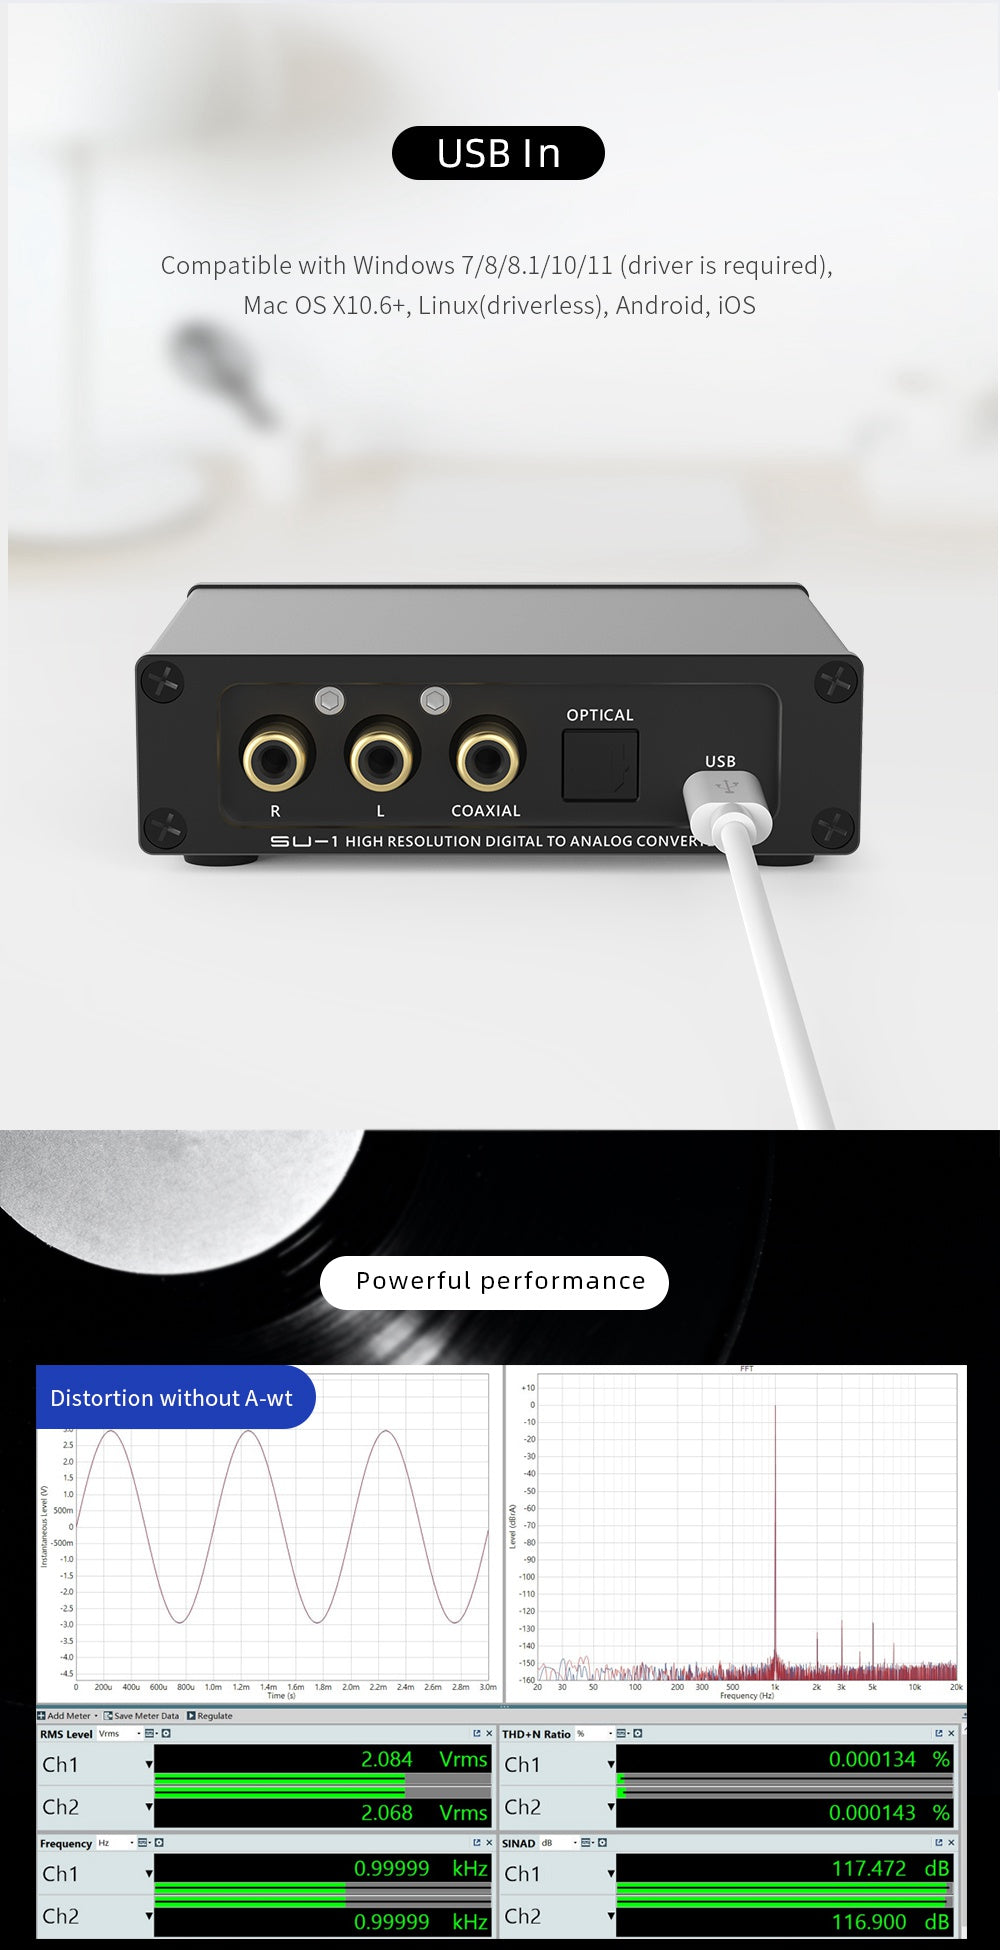 USB In
Compatible with Windows 7/8/8.1/10/11 (driver is required),
Mac OS X10.6+, Linux(driverless), Android, iOS
OPTICAL
USB
R
L
COAXIAL
SU-1 HIGH RESOLUTION DIGITAL TO ANALOG CONVER
Powerful performance
Distortion without A-wt
FFT
Instantaneous Level (V)
3.0
2.5
2.0
1.5
1.0
500m
0
-500m
-1.0
-1.5
-2.0
-2.5
-3.0
-3.5
-4.0
-4.5
0 200u 400u 600u 800u 1.0m 1.2m 1.4m 1.6m 1.8m 2.0m 2.2m 2.4m 2.6m 2.8m 3.0m
Time (s)
Level (dBrA)
+10
0
-10
-20
-30
-40
-50
-60
-70
-80
-90
-100
-110
-120
-130
-140
-150
-160
20 30 50 100 200 300 500 1k 2k 3k 5k 10k 20k
Frequency (Hz)
Add Meter Save Meter Data Regulate
RMS Level Vrms
Ch1 2.084 Vrms
Ch2 2.068 Vrms
THD+N Ratio %
Ch1 0.000134 %
Ch2 0.000143 %
Frequency Hz
Ch1 0.99999 kHz
Ch2 0.99999 kHz
SINAD dB
Ch1 117.472 dB
Ch2 116.900 dB